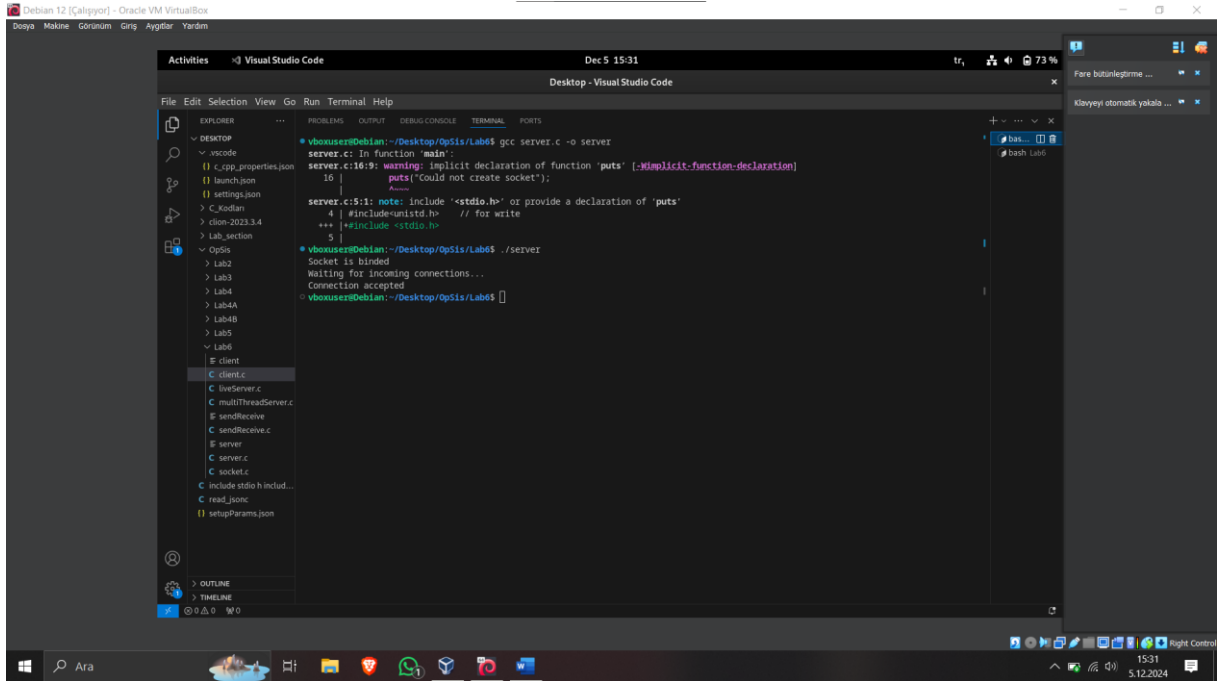 Debian 12 [Çalışıyor] - Oracle VM VirtualBox
Dosya Makine Görünüm Giriş Aygıtlar Yardım
Activities Visual Studio Code Dec 5 15:31 tr, 73 %
Desktop - Visual Studio Code
File Edit Selection View Go Run Terminal Help
EXPLORER ...
DESKTOP
.vscode
{} c_cpp_properties.json
{} launch.json
{} settings.json
> C_Kodları
> clion-2023.3.4
> Lab_section
OpSis
> Lab2
> Lab3
> Lab4
> Lab4A
> Lab4B
> Lab5
Lab6
client
C client.c
C liveServer.c
C multiThreadServer.c
sendReceive
C sendReceive.c
server
C server.c
C socket.c
C include stdio h includ...
C read_jsonc
{} setupParams.json
> OUTLINE
> TIMELINE
PROBLEMS OUTPUT DEBUG CONSOLE TERMINAL PORTS
vboxuser@Debian:~/Desktop/OpSis/Lab6$ gcc server.c -o server
server.c: In function 'main':
server.c:16:9: warning: implicit declaration of function 'puts' [-Wimplicit-function-declaration]
16 | puts("Could not create socket");
| ^~~~
server.c:5:1: note: include '<stdio.h>' or provide a declaration of 'puts'
4 | #include<unistd.h> // for write
+++ |+#include <stdio.h>
5 |
vboxuser@Debian:~/Desktop/OpSis/Lab6$ ./server
Socket is binded
Waiting for incoming connections...
Connection accepted
vboxuser@Debian:~/Desktop/OpSis/Lab6$
bas...
bash Lab6
Fare bütünleştirme ...
Klavyeyi otomatik yakala ...
0 0 0
Right Control
Ara
1
15:31
5.12.2024